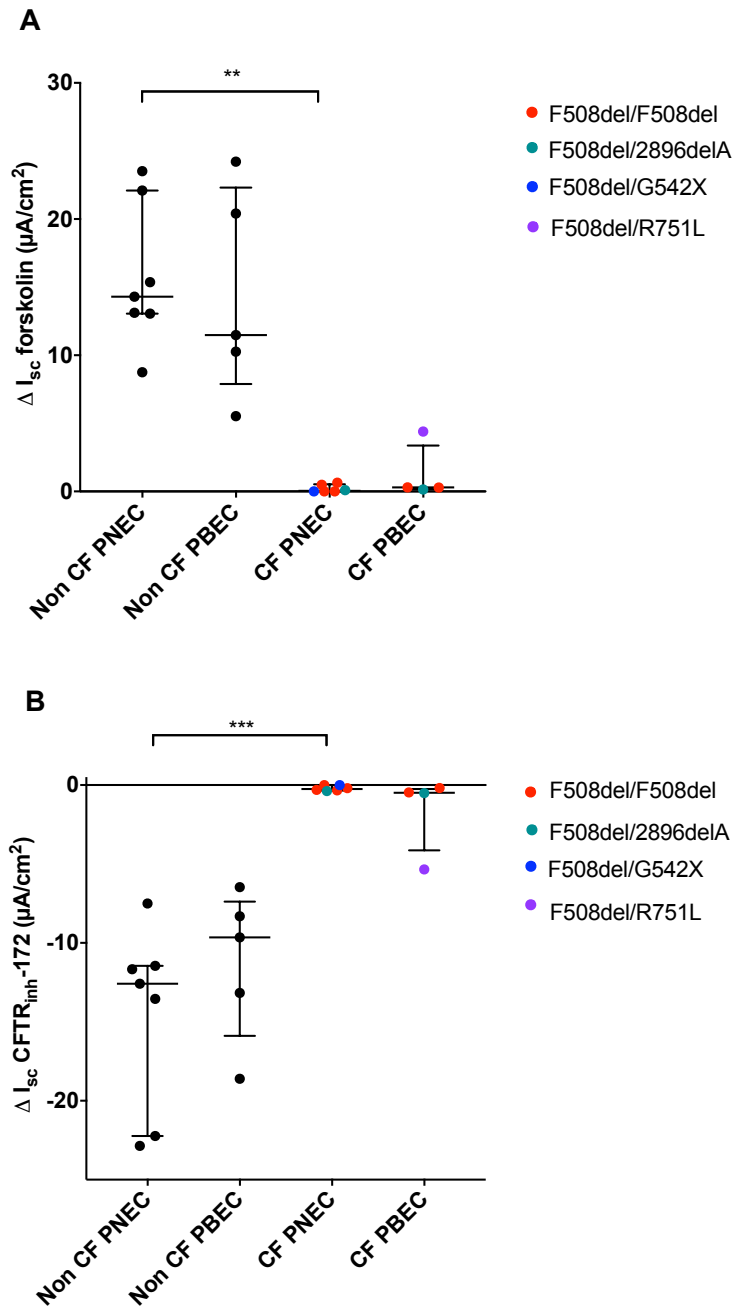 A
**
30
20
10
0
Δ Isc forskolin (µA/cm²)
Non CF PNEC
Non CF PBEC
CF PNEC
CF PBEC
F508del/F508del
F508del/2896delA
F508del/G542X
F508del/R751L
B
***
0
-10
-20
Δ Isc CFTRinh-172 (µA/cm²)
Non CF PNEC
Non CF PBEC
CF PNEC
CF PBEC
F508del/F508del
F508del/2896delA
F508del/G542X
F508del/R751L